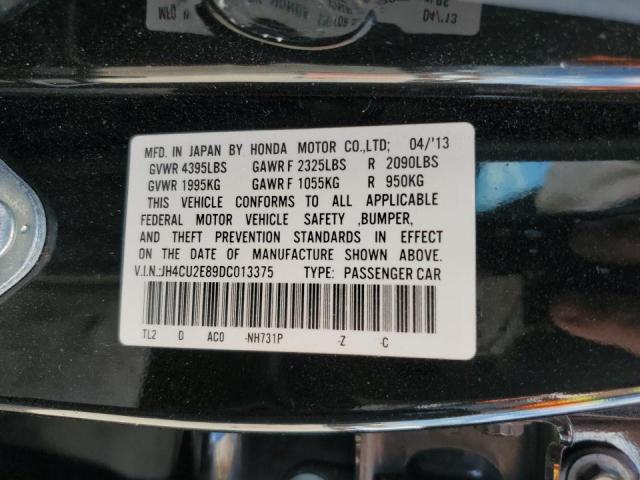 04/13
MFD. IN JAPAN BY HONDA MOTOR CO.,LTD; 04/'13
GVWR 4395LBS GAWR F 2325LBS R 2090LBS
GVWR 1995KG GAWR F 1055KG R 950KG
THIS VEHICLE CONFORMS TO ALL APPLICABLE
FEDERAL MOTOR VEHICLE SAFETY ,BUMPER,
AND THEFT PREVENTION STANDARDS IN EFFECT
ON THE DATE OF MANUFACTURE SHOWN ABOVE.
V.I.N.:JH4CU2E89DC013375 TYPE: PASSENGER CAR
TL2 D AC0 -NH731P -Z -C